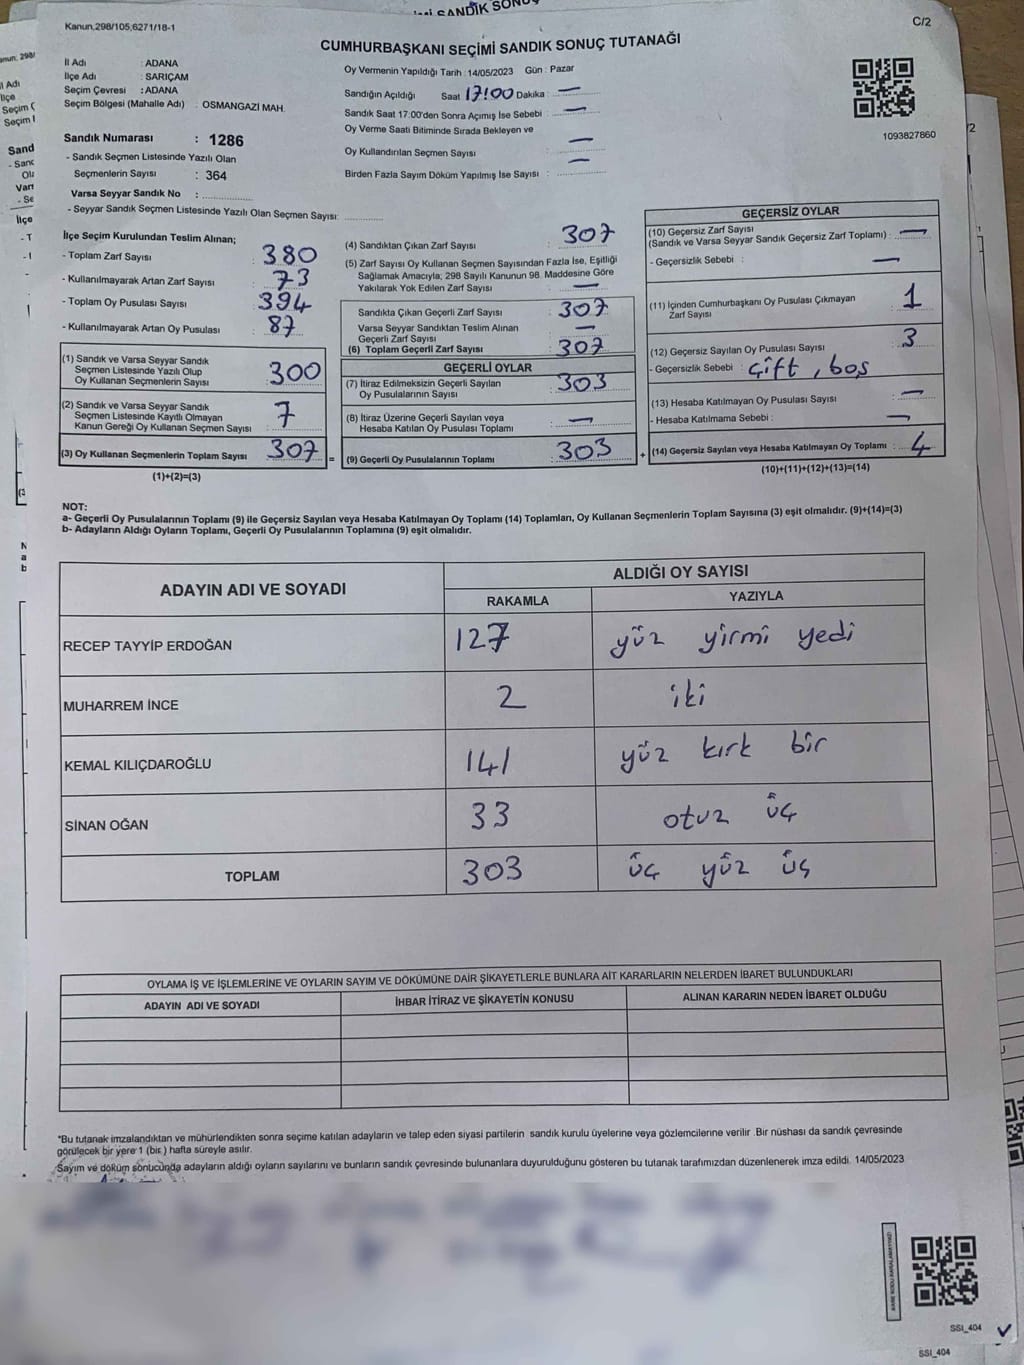 SANDIK
Kanun,298/105,6271/18-1
C/2
CUMHURBAŞKANI SEÇİMİ SANDIK SONUÇ TUTANAĞI
İl Adı : ADANA
İlçe Adı : SARIÇAM
Seçim Çevresi : ADANA
Seçim Bölgesi (Mahalle Adı) : OSMANGAZİ MAH.
Sandık Numarası : 1286
- Sandık Seçmen Listesinde Yazılı Olan
Seçmenlerin Sayısı : 364
Varsa Seyyar Sandık No :
- Seyyar Sandık Seçmen Listesinde Yazılı Olan Seçmen Sayısı:
Oy Vermenin Yapıldığı Tarih : 14/05/2023 Gün : Pazar
Sandığın Açıldığı Saat 17:00 Dakika : —
Sandık Saat 17:00'den Sonra Açımış İse Sebebi : —
Oy Verme Saati Bitiminde Sırada Bekleyen ve
Oy Kullandırılan Seçmen Sayısı : —
Birden Fazla Sayım Döküm Yapılmış İse Sayısı : —
1093827860
İlçe Seçim Kurulundan Teslim Alınan;
- Toplam Zarf Sayısı : 380
- Kullanılmayarak Artan Zarf Sayısı : 73
- Toplam Oy Pusulası Sayısı : 394
- Kullanılmayarak Artan Oy Pusulası : 87
(1) Sandık ve Varsa Seyyar Sandık
Seçmen Listesinde Yazılı Olup
Oy Kullanan Seçmenlerin Sayısı : 300
(2) Sandık ve Varsa Seyyar Sandık
Seçmen Listesinde Kayıtlı Olmayan
Kanun Gereği Oy Kullanan Seçmen Sayısı : 7
(3) Oy Kullanan Seçmenlerin Toplam Sayısı : 307
(1)+(2)=(3)
(4) Sandıktan Çıkan Zarf Sayısı : 307
(5) Zarf Sayısı Oy Kullanan Seçmen Sayısından Fazla İse, Eşitliği
Sağlamak Amacıyla; 298 Sayılı Kanunun 98. Maddesine Göre
Yakılarak Yok Edilen Zarf Sayısı : —
Sandıkta Çıkan Geçerli Zarf Sayısı : 307
Varsa Seyyar Sandıktan Teslim Alınan
Geçerli Zarf Sayısı : —
(6) Toplam Geçerli Zarf Sayısı : 307
GEÇERLİ OYLAR
(7) İtiraz Edilmeksizin Geçerli Sayılan
Oy Pusulalarının Sayısı : 303
(8) İtiraz Üzerine Geçerli Sayılan veya
Hesaba Katılan Oy Pusulası Toplamı : —
= (9) Geçerli Oy Pusulalarının Toplamı : 303
GEÇERSİZ OYLAR
(10) Geçersiz Zarf Sayısı
(Sandık ve Varsa Seyyar Sandık Geçersiz Zarf Toplamı) : —
- Geçersizlik Sebebi : —
(11) İçinden Cumhurbaşkanı Oy Pusulası Çıkmayan
Zarf Sayısı : 1
(12) Geçersiz Sayılan Oy Pusulası Sayısı : 3
- Geçersizlik Sebebi : Çift , boş
(13) Hesaba Katılmayan Oy Pusulası Sayısı : —
- Hesaba Katılmama Sebebi : —
+ (14) Geçersiz Sayılan veya Hesaba Katılmayan Oy Toplamı : 4
(10)+(11)+(12)+(13)=(14)
NOT:
a- Geçerli Oy Pusulalarının Toplamı (9) ile Geçersiz Sayılan veya Hesaba Katılmayan Oy Toplamı (14) Toplamları, Oy Kullanan Seçmenlerin Toplam Sayısına (3) eşit olmalıdır. (9)+(14)=(3)
b- Adayların Aldığı Oyların Toplamı, Geçerli Oy Pusulalarının Toplamına (9) eşit olmalıdır.
ADAYIN ADI VE SOYADI
ALDIĞI OY SAYISI
RAKAMLA YAZIYLA
RECEP TAYYİP ERDOĞAN 127 yüz yirmi yedi
MUHARREM İNCE 2 iki
KEMAL KILIÇDAROĞLU 141 yüz kırk bir
SİNAN OĞAN 33 otuz üç
TOPLAM 303 üç yüz üç
OYLAMA İŞ VE İŞLEMLERİNE VE OYLARIN SAYIM VE DÖKÜMÜNE DAİR ŞİKAYETLERLE BUNLARA AİT KARARLARIN NELERDEN İBARET BULUNDUKLARI
ADAYIN ADI VE SOYADI İHBAR İTİRAZ VE ŞİKAYETİN KONUSU ALINAN KARARIN NEDEN İBARET OLDUĞU
*Bu tutanak imzalandıktan ve mühürlendikten sonra seçime katılan adayların ve talep eden siyasi partilerin sandık kurulu üyelerine veya gözlemcilerine verilir. Bir nüshası da sandık çevresinde
görülecek bir yere 1 (bir) hafta süreyle asılır.
Sayım ve döküm sonucunda adayların aldığı oyların sayılarını ve bunların sandık çevresinde bulunanlara duyurulduğunu gösteren bu tutanak tarafımızdan düzenlenerek imza edildi. 14/05/2023
SSI_404
SSI_404